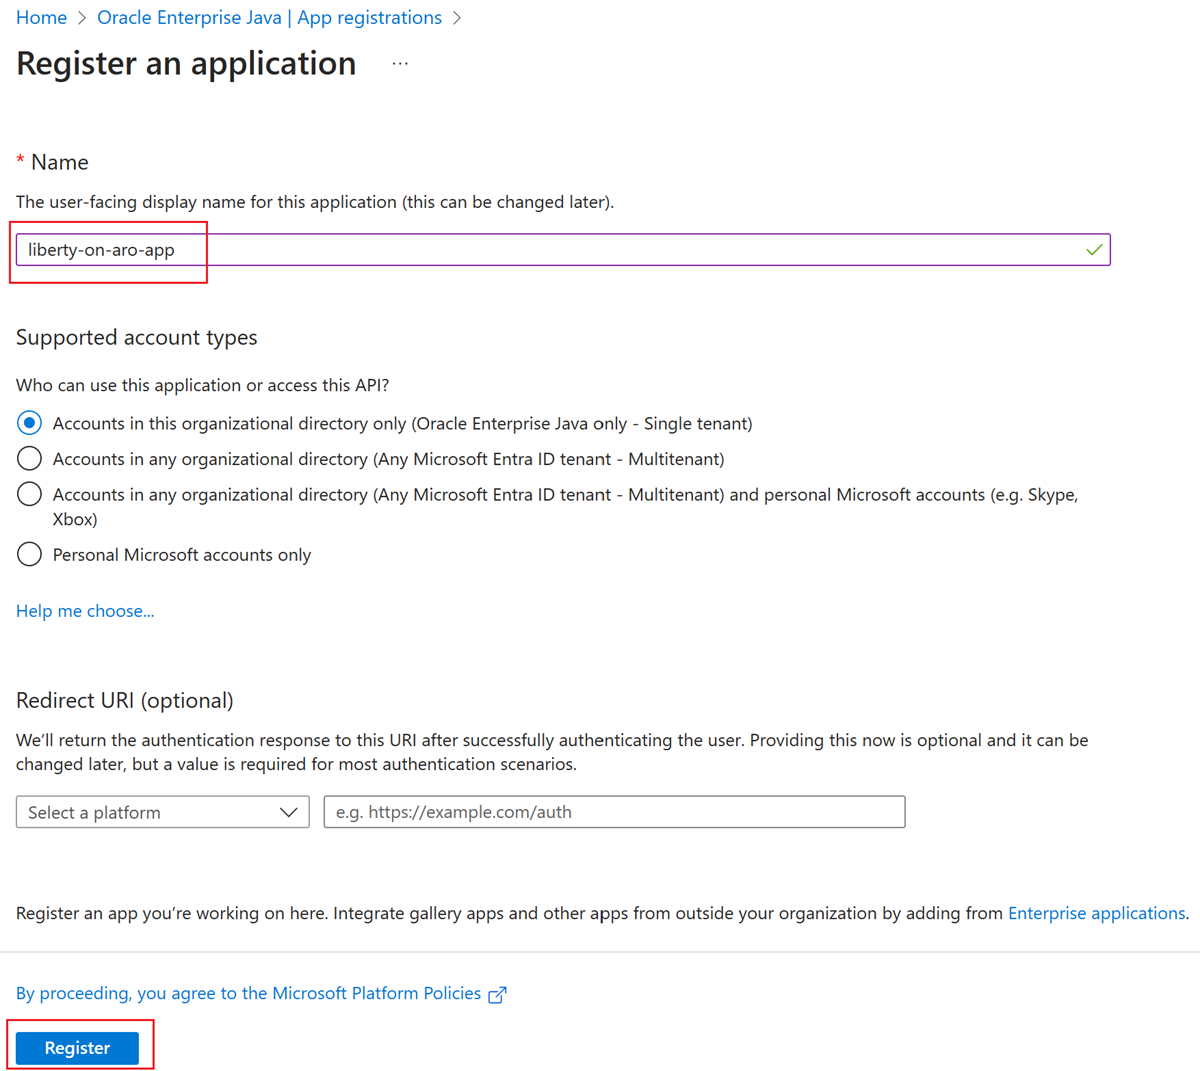 Home > Oracle Enterprise Java | App registrations >
Register an application ...
* Name
The user-facing display name for this application (this can be changed later).
liberty-on-aro-app
Supported account types
Who can use this application or access this API?
Accounts in this organizational directory only (Oracle Enterprise Java only - Single tenant)
Accounts in any organizational directory (Any Microsoft Entra ID tenant - Multitenant)
Accounts in any organizational directory (Any Microsoft Entra ID tenant - Multitenant) and personal Microsoft accounts (e.g. Skype,
Xbox)
Personal Microsoft accounts only
Help me choose...
Redirect URI (optional)
We’ll return the authentication response to this URI after successfully authenticating the user. Providing this now is optional and it can be
changed later, but a value is required for most authentication scenarios.
Select a platform e.g. https://example.com/auth
Register an app you’re working on here. Integrate gallery apps and other apps from outside your organization by adding from Enterprise applications.
By proceeding, you agree to the Microsoft Platform Policies
Register